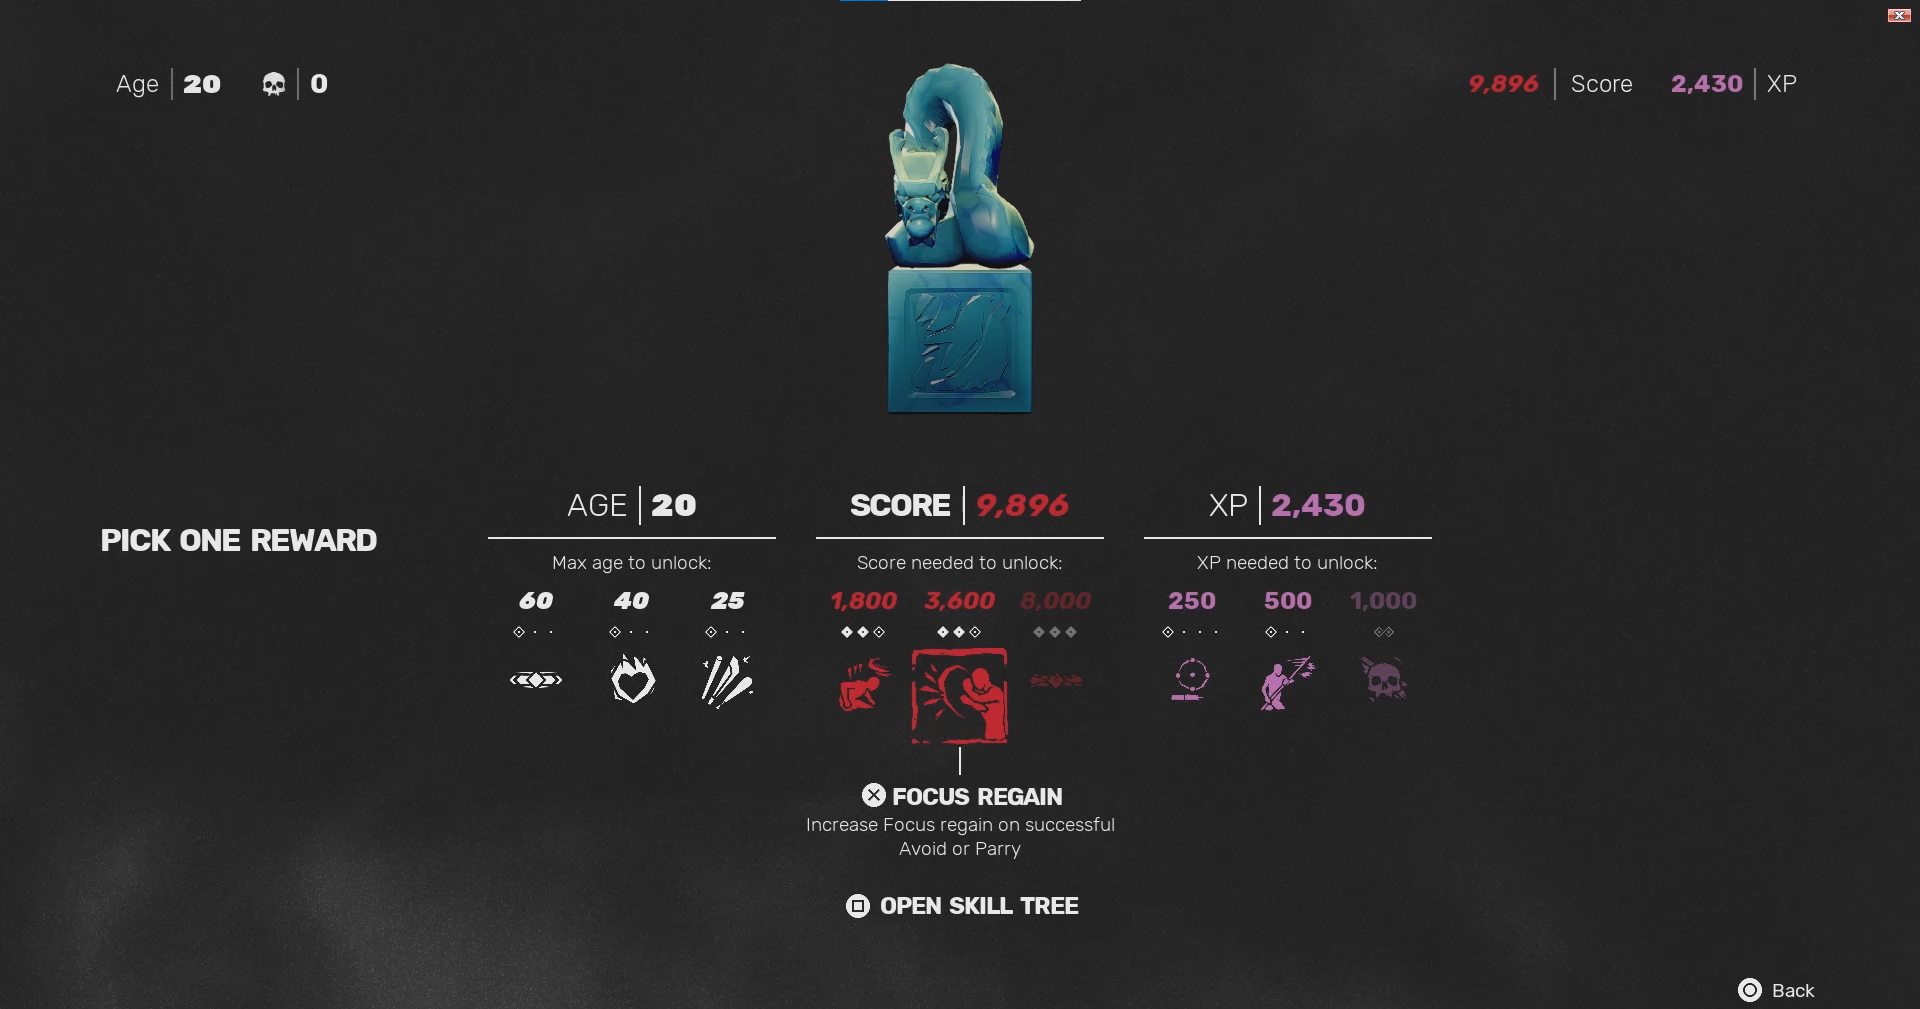 Age 20 0
9,896 Score 2,430 XP
PICK ONE REWARD
AGE 20
Max age to unlock:
60 40 25
SCORE 9,896
Score needed to unlock:
1,800 3,600 8,000
XP 2,430
XP needed to unlock:
250 500 1,000
FOCUS REGAIN
Increase Focus regain on successful
Avoid or Parry
OPEN SKILL TREE
Back